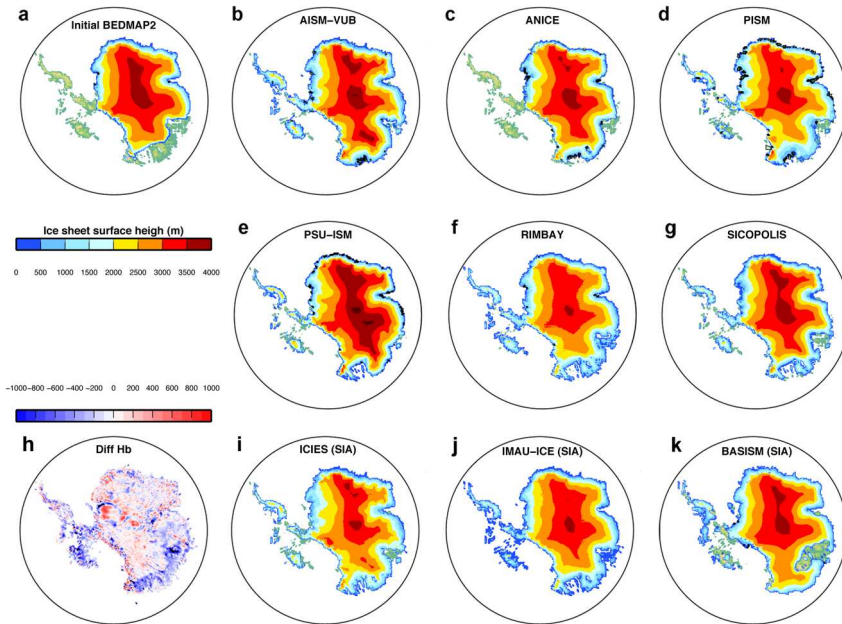 a
Initial BEDMAP2
b
AISM-VUB
c
ANICE
d
PISM
Ice sheet surface heigh (m)
0 500 1000 1500 2000 2500 3000 3500 4000
e
PSU-ISM
f
RIMBAY
g
SICOPOLIS
-1000 -800 -600 -400 -200 0 200 400 600 800 1000
h
Diff Hb
i
ICIES (SIA)
j
IMAU-ICE (SIA)
k
BASISM (SIA)